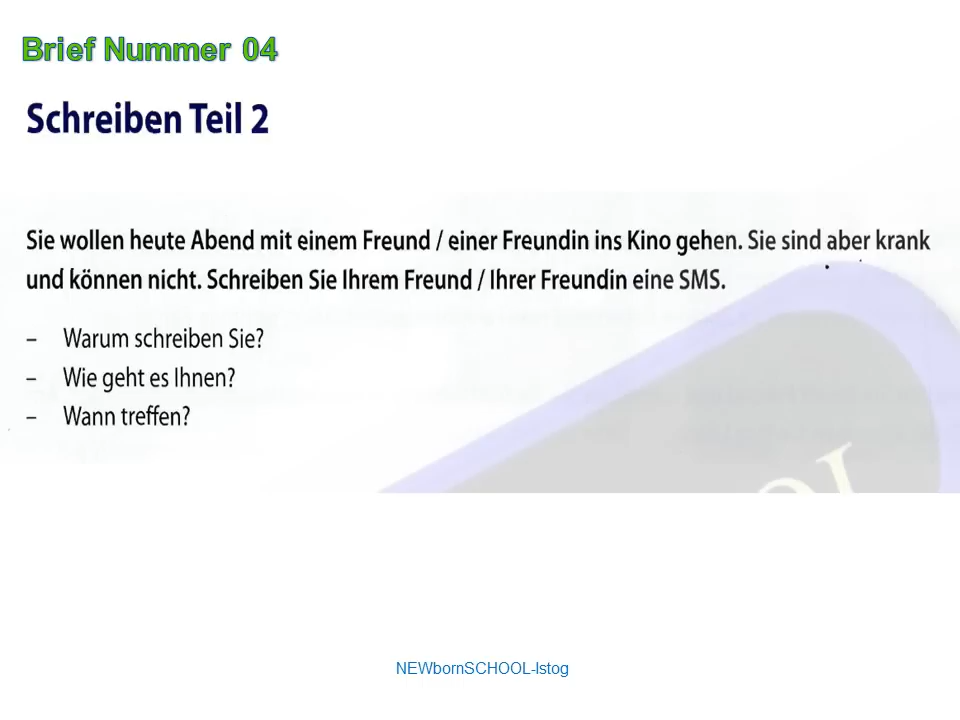 Brief Nummer 04
Schreiben Teil 2
Sie wollen heute Abend mit einem Freund / einer Freundin ins Kino gehen. Sie sind aber krank
und können nicht. Schreiben Sie Ihrem Freund / Ihrer Freundin eine SMS.
– Warum schreiben Sie?
– Wie geht es Ihnen?
– Wann treffen?
NEWbornSCHOOL-Istog